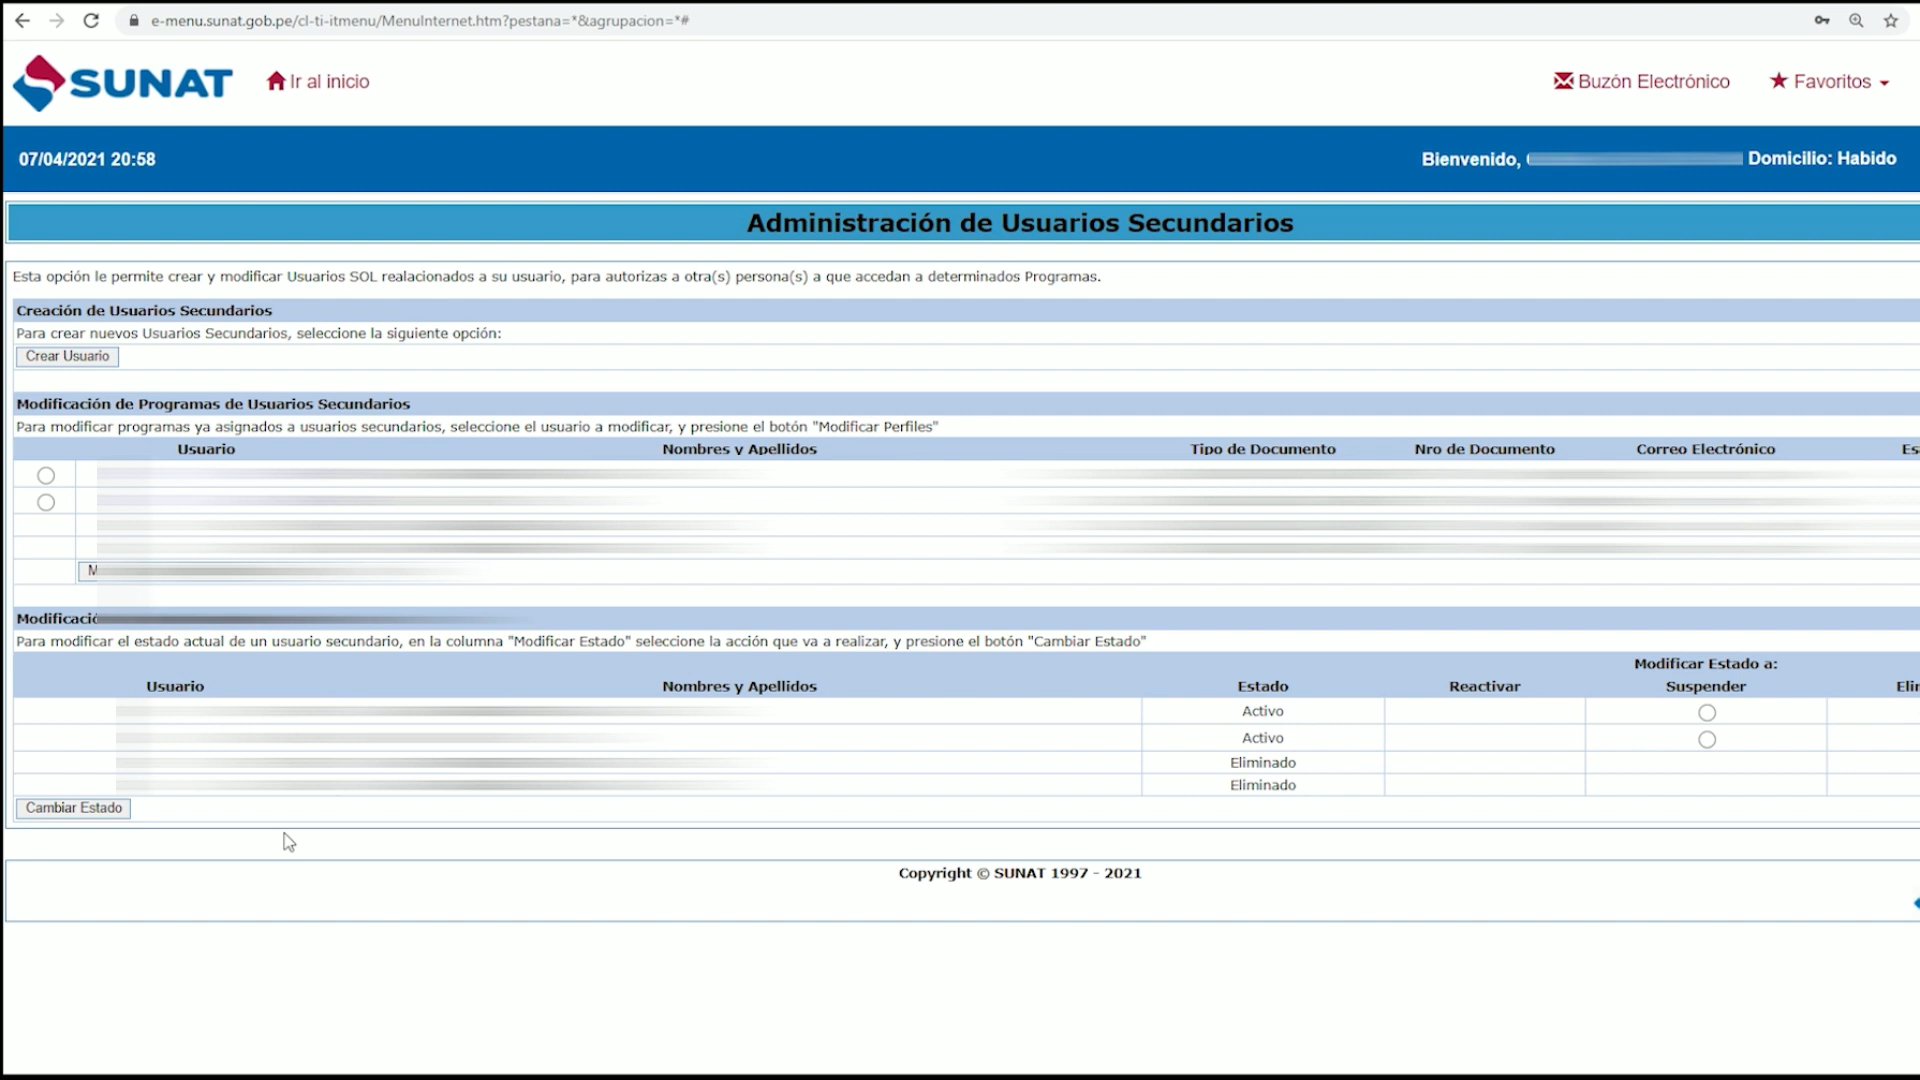 e-menu.sunat.gob.pe/cl-ti-itmenu/MenuInternet.htm?pestana=*&agrupacion=*#
SUNAT
Ir al inicio
Buzón Electrónico
Favoritos
07/04/2021 20:58
Bienvenido,
Domicilio: Habido
Administración de Usuarios Secundarios
Esta opción le permite crear y modificar Usuarios SOL realacionados a su usuario, para autorizas a otra(s) persona(s) a que accedan a determinados Programas.
Creación de Usuarios Secundarios
Para crear nuevos Usuarios Secundarios, seleccione la siguiente opción:
Crear Usuario
Modificación de Programas de Usuarios Secundarios
Para modificar programas ya asignados a usuarios secundarios, seleccione el usuario a modificar, y presione el botón "Modificar Perfiles"
Usuario Nombres y Apellidos Tipo de Documento Nro de Documento Correo Electrónico Es
M
Modificació
Para modificar el estado actual de un usuario secundario, en la columna "Modificar Estado" seleccione la acción que va a realizar, y presione el botón "Cambiar Estado"
Modificar Estado a:
Usuario Nombres y Apellidos Estado Reactivar Suspender Elir
Activo
Activo
Eliminado
Eliminado
Cambiar Estado
Copyright © SUNAT 1997 - 2021